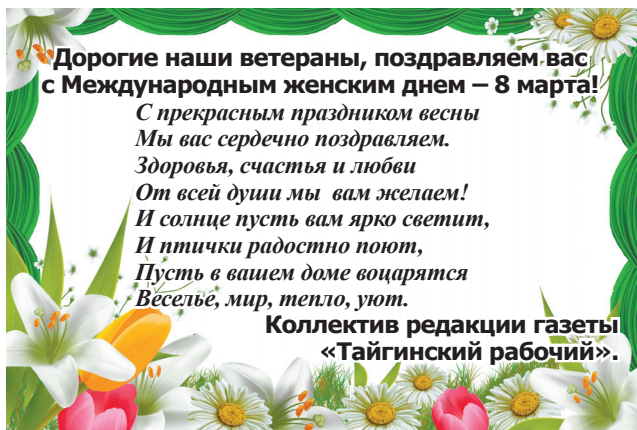 Дорогие наши ветераны, поздравляем вас
с Международным женским днем – 8 марта!
С прекрасным праздником весны
Мы вас сердечно поздравляем.
Здоровья, счастья и любви
От всей души мы вам желаем!
И солнце пусть вам ярко светит,
И птички радостно поют,
Пусть в вашем доме воцарятся
Веселье, мир, тепло, уют.
Коллектив редакции газеты
«Тайгинский рабочий».